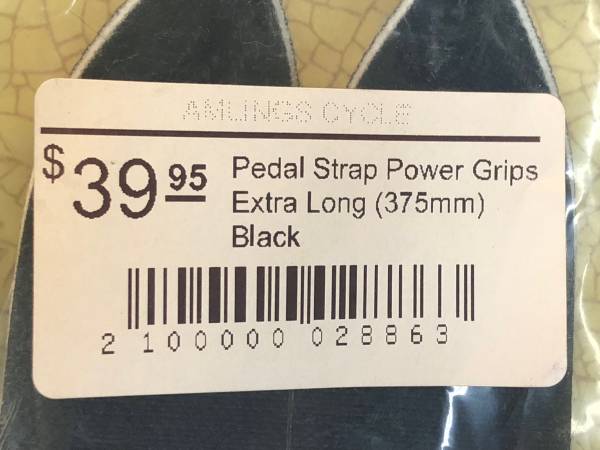 AMLINGS CYCLE
$39.95 Pedal Strap Power Grips
Extra Long (375mm)
Black
2 100000 028863